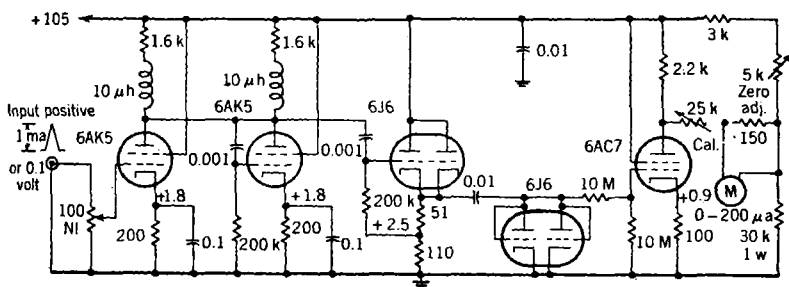 +105
1.6 k
1.6 k
0.01
3 k
10 μh
10 μh
2.2 k
5 k
Zero
adj.
Input positive
1 ma
or 0.1
volt
6AK5
6AK5
6J6
6AC7
25 k
Cal.
150
0.001
0.001
0.01
6J6
10 M
M
100
N!
+1.8
+1.8
200 k
51
+0.9
0–200 μa
200
0.1
200 k
200
0.1
+ 2.5
110
10 M
100
30 k
1 w